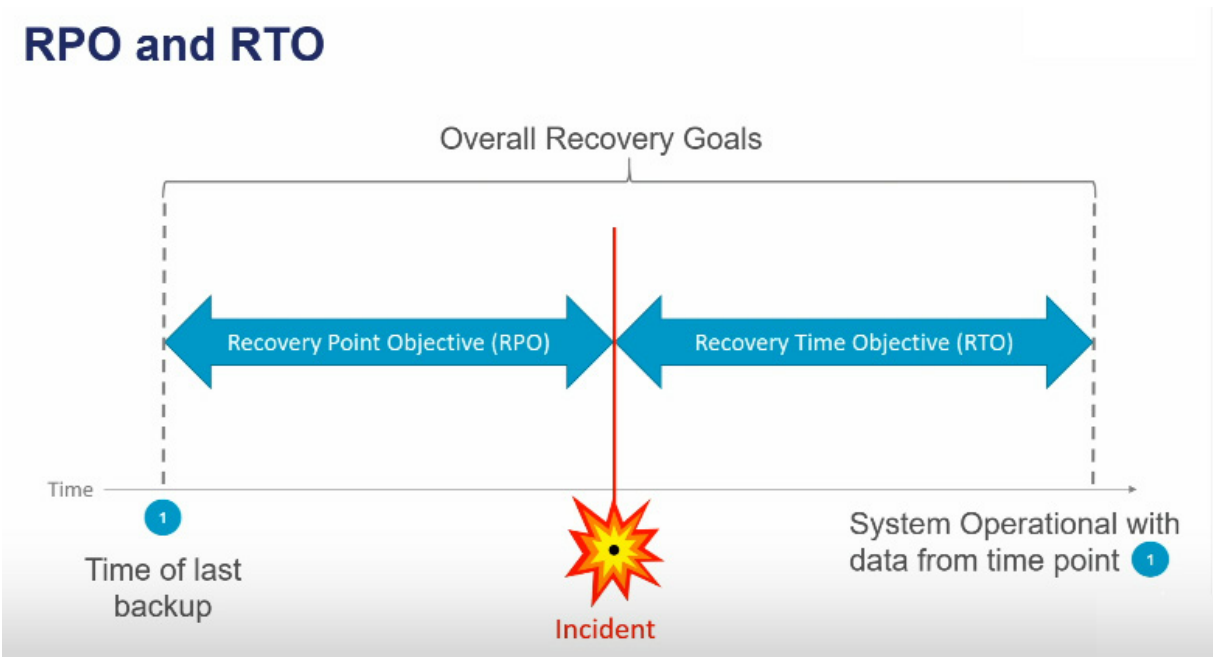 RPO and RTO
Overall Recovery Goals
Recovery Point Objective (RPO)
Recovery Time Objective (RTO)
Time
1
Time of last
backup
Incident
System Operational with
data from time point 1